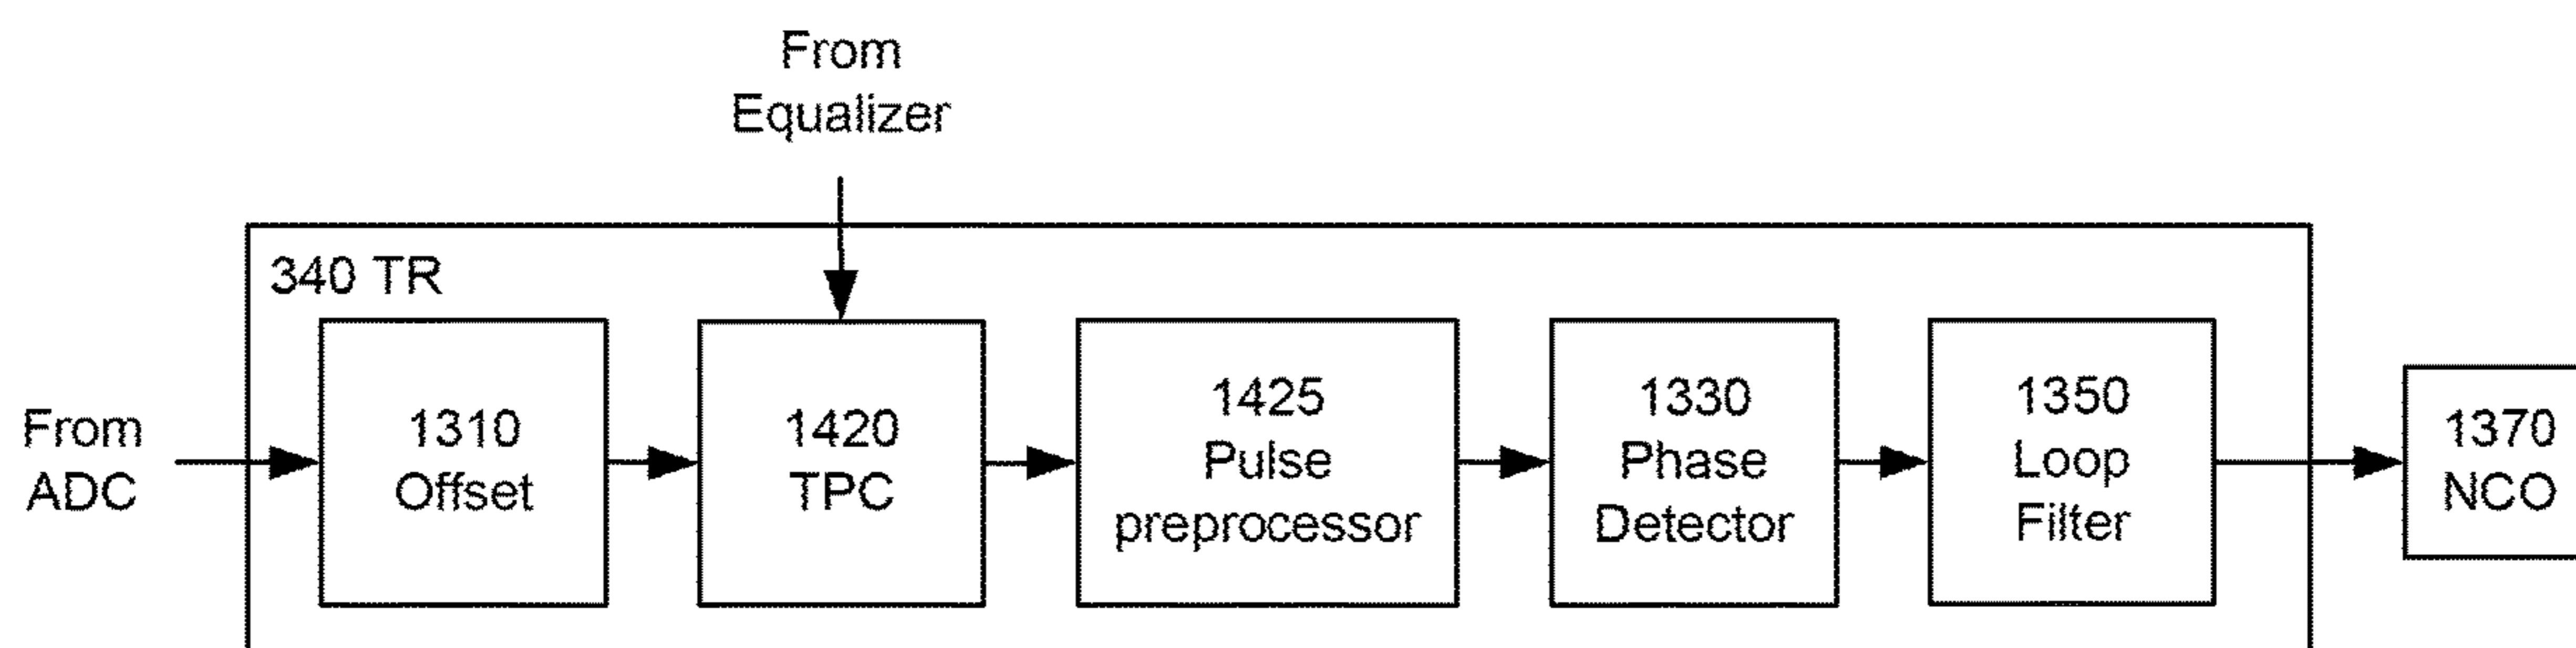 From
Equalizer
340 TR
From
ADC
1310
Offset
1420
TPC
1425
Pulse
preprocessor
1330
Phase
Detector
1350
Loop
Filter
1370
NCO